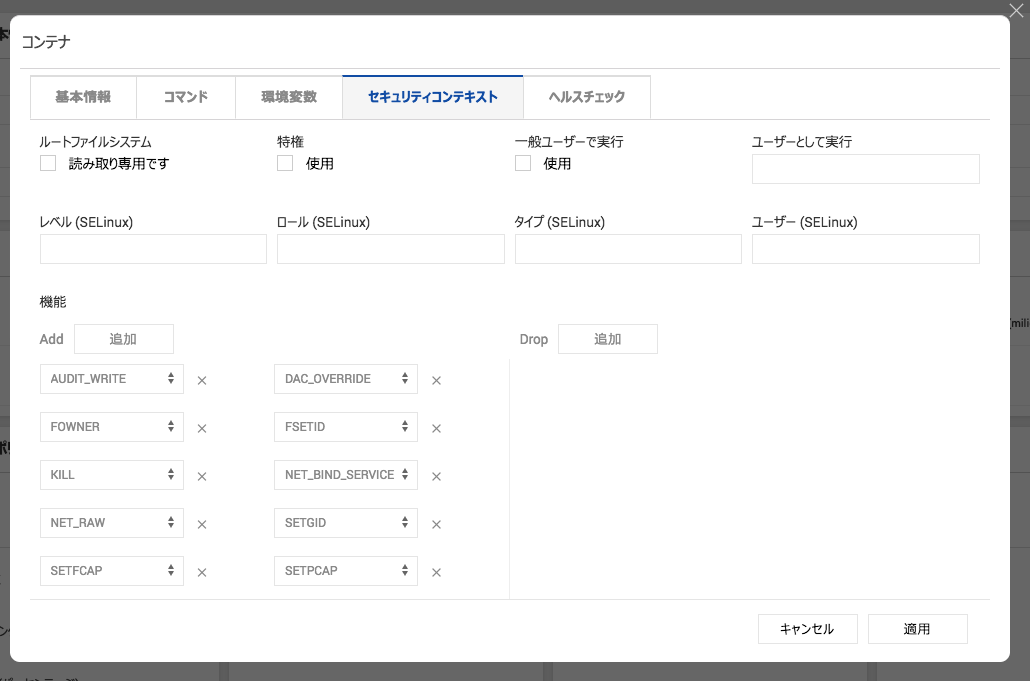 コンテナ
基本情報 コマンド 環境変数 セキュリティコンテキスト ヘルスチェック
ルートファイルシステム 特権 一般ユーザーで実行 ユーザーとして実行
読み取り専用です 使用 使用
レベル (SELinux) ロール (SELinux) タイプ (SELinux) ユーザー (SELinux)
機能
Add 追加 Drop 追加
AUDIT_WRITE DAC_OVERRIDE
FOWNER FSETID
KILL NET_BIND_SERVICE
NET_RAW SETGID
SETFCAP SETPCAP
キャンセル 適用